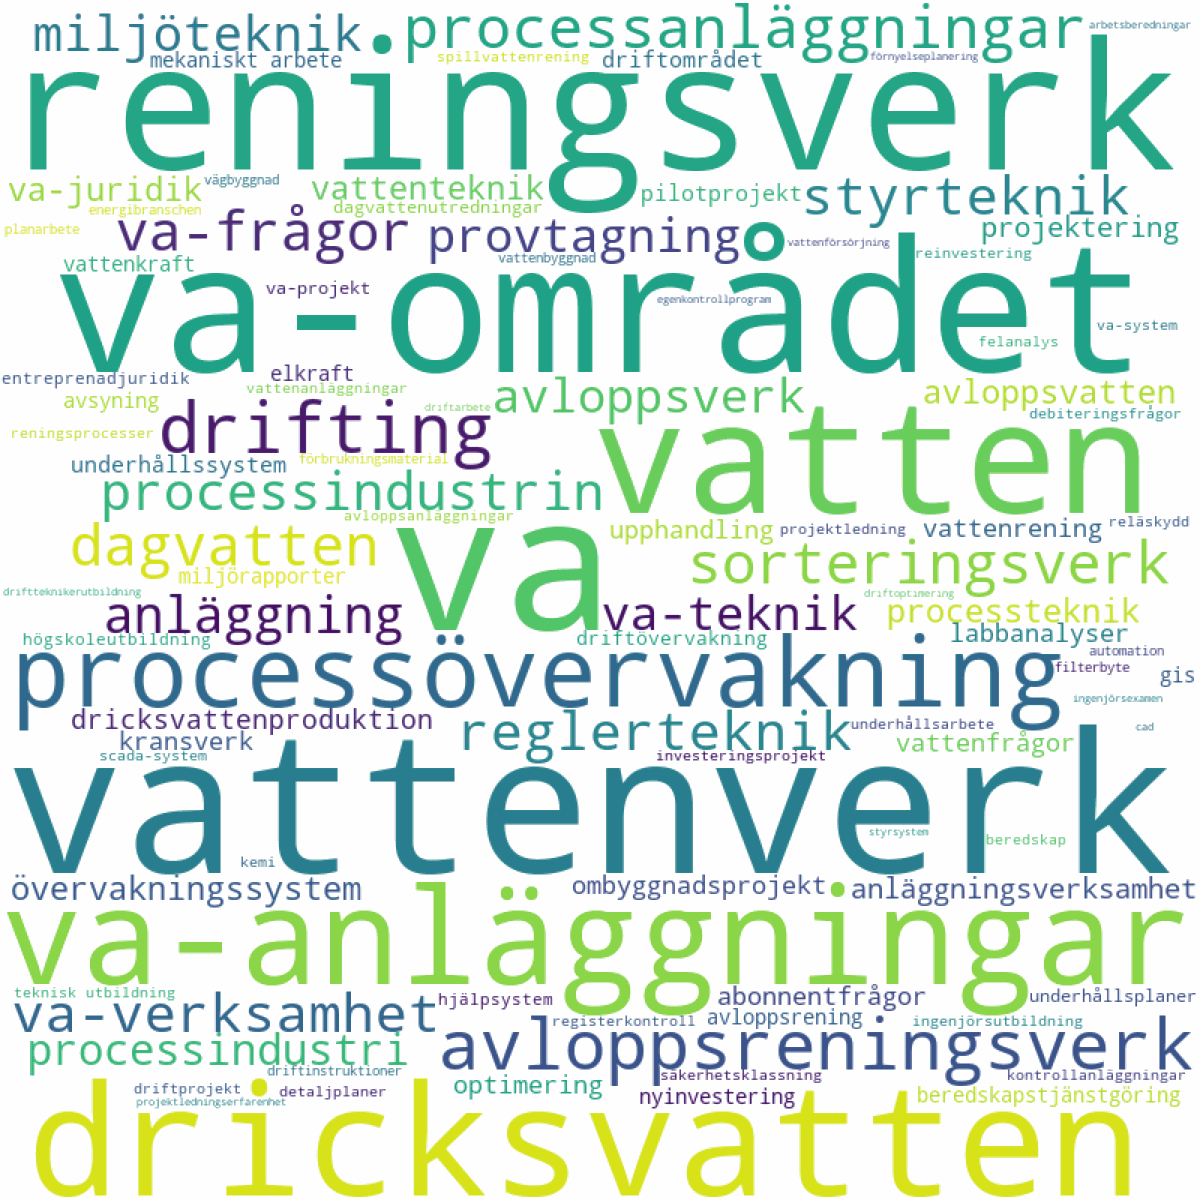 miljöteknik processanläggningar arbetsberedningar
mekaniskt arbete spillvattenrening driftområdet förnyelseplanering
reningsverk
va-juridik vägbyggnad vattenteknik pilotprojekt styrteknik
energibranschen dagvattenutredningar
planarbete va-frågor provtagning vattenförsörjning projektering
vattenkraft vattenbyggnad reinvestering
va-projekt egenkontrollprogram
va-området
va-system
felanalys
entreprenadjuridik elkraft
avsyning vattenanläggningar avloppsverk avloppsvatten
driftarbete debiteringsfrågor
reningsprocesser drifting vatten
underhållssystem förbrukningsmaterial
processindustrin
avloppsanläggningar upphandling projektledning vattenrening reläskydd
dagvatten va sorteringsverk
miljörapporter
driftteknikerutbildning driftoptimering
anläggning va-teknik processteknik
högskoleutbildning driftövervakning labbanalyser
automation
processövervakning filterbyte gis
ingenjörsexamen
dricksvattenproduktion reglerteknik underhållsarbete cad
kransverk vattenfrågor
scada-system investeringsprojekt
vattenverk
styrsystem beredskap
kemi
övervakningssystem ombyggnadsprojekt anläggningsverksamhet
va-anläggningar
teknisk utbildning hjälpsystem abonnentfrågor underhållsplaner
va-verksamhet registerkontroll avloppsrening ingenjörsutbildning
processindustri avloppsreningsverk
driftinstruktioner säkerhetsklassning kontrollanläggningar
driftprojekt detaljplaner optimering nyinvestering beredskapstjänstgöring
projektledningserfarenhet
dricksvatten